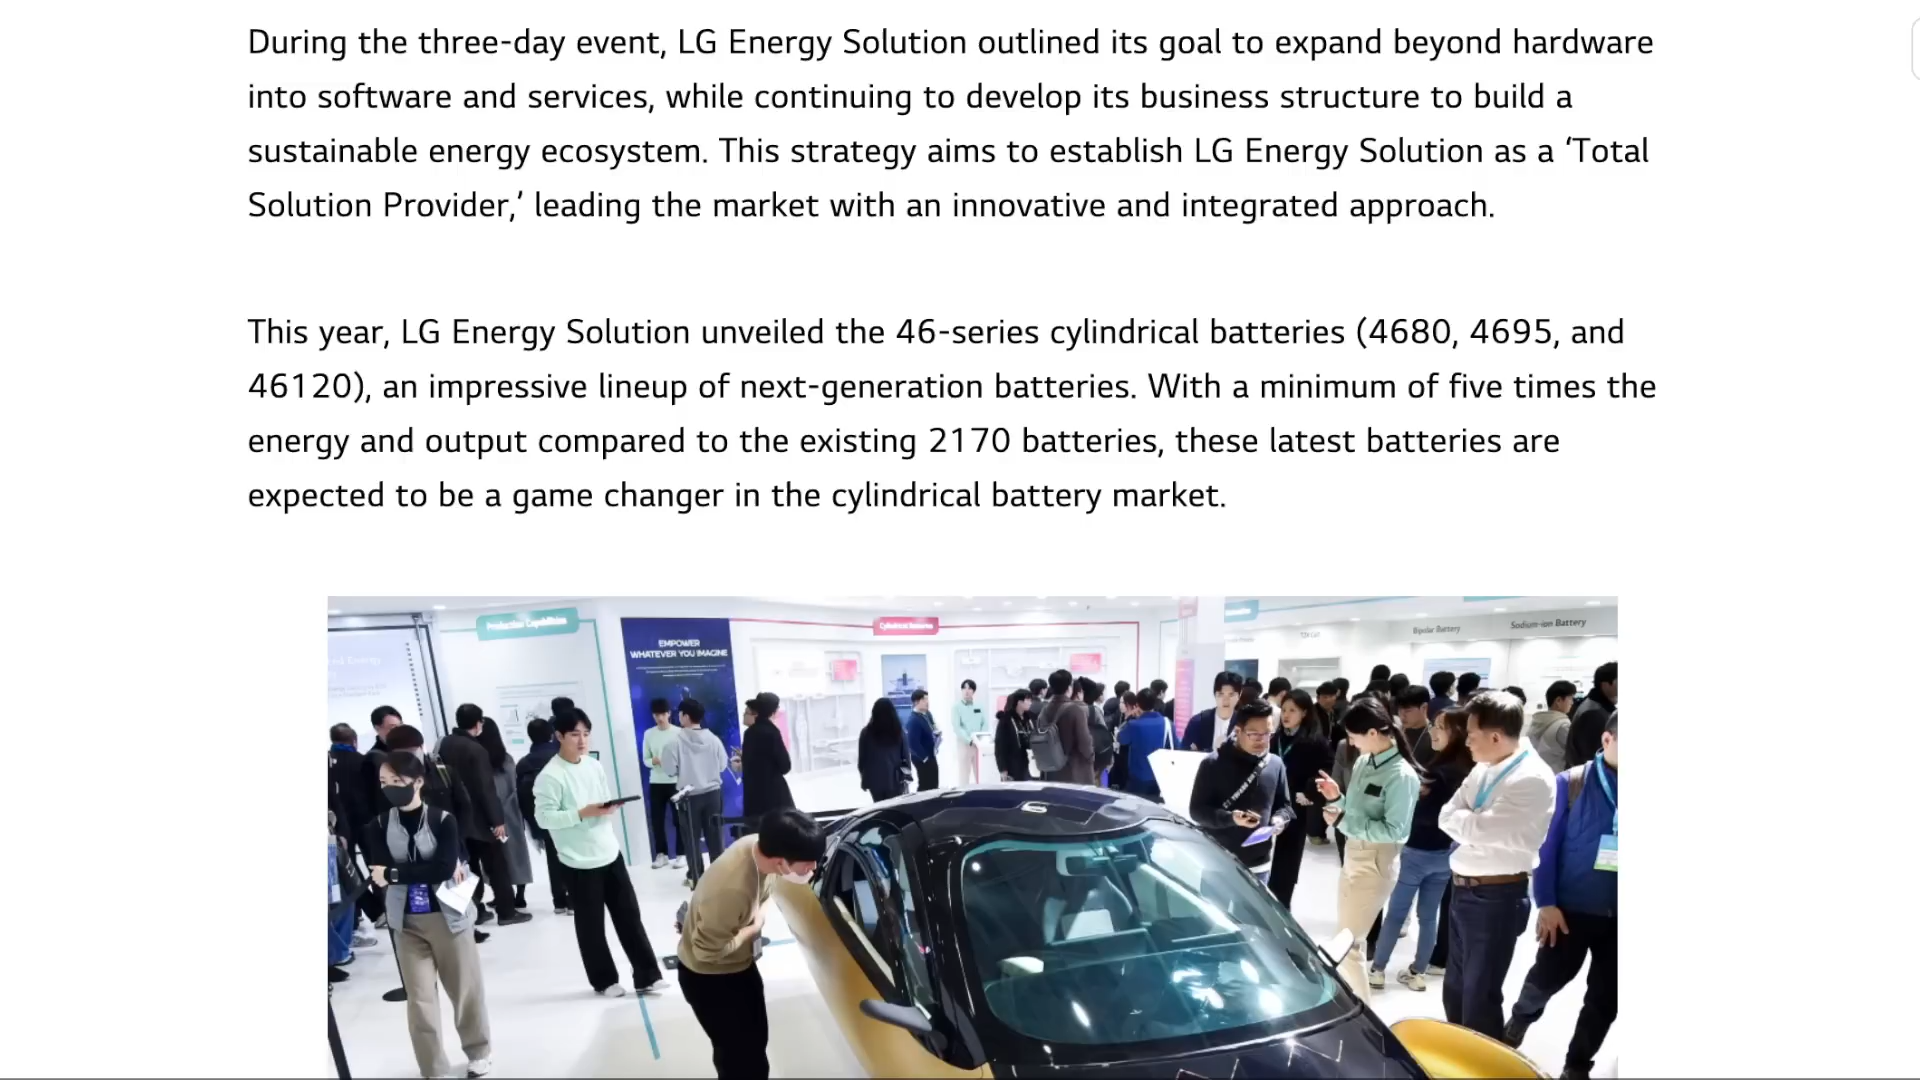 During the three-day event, LG Energy Solution outlined its goal to expand beyond hardware
into software and services, while continuing to develop its business structure to build a
sustainable energy ecosystem. This strategy aims to establish LG Energy Solution as a ‘Total
Solution Provider,’ leading the market with an innovative and integrated approach.
This year, LG Energy Solution unveiled the 46-series cylindrical batteries (4680, 4695, and
46120), an impressive lineup of next-generation batteries. With a minimum of five times the
energy and output compared to the existing 2170 batteries, these latest batteries are
expected to be a game changer in the cylindrical battery market.
Production Capabilities
EMPOWER
WHATEVER YOU IMAGINE
Bipolar Battery
Sodium-ion Battery